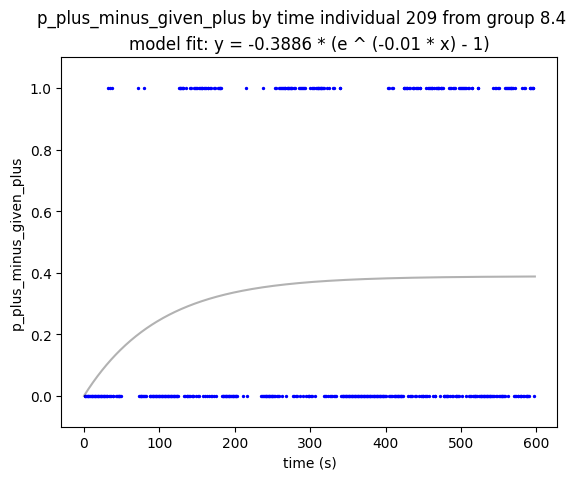 p_plus_minus_given_plus by time individual 209 from group 8.4
model fit: y = -0.3886 * (e ^ (-0.01 * x) - 1)
1.0
0.8
0.6
0.4
0.2
0.0
p_plus_minus_given_plus
0 100 200 300 400 500 600
time (s)